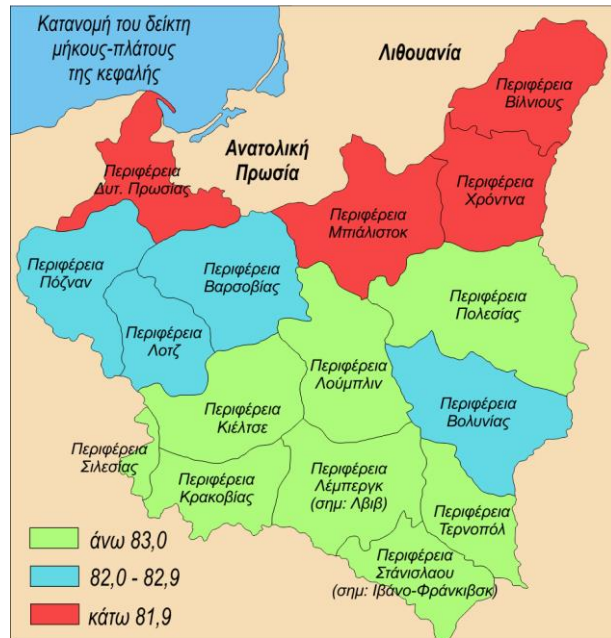 Κατανομή του δείκτη
μήκους-πλάτους
της κεφαλής
Λιθουανία
Ανατολική
Πρωσία
Περιφέρεια
Βίλνιους
Περιφέρεια
Δυτ. Πρωσίας
Περιφέρεια
Μπιάλιστοκ
Περιφέρεια
Χρόντνα
Περιφέρεια
Πόζναν
Περιφέρεια
Βαρσοβίας
Περιφέρεια
Πολεσίας
Περιφέρεια
Λοτζ
Περιφέρεια
Λούμπλιν
Περιφέρεια
Βολυνίας
Περιφέρεια
Κιέλτσε
Περιφέρεια
Σιλεσίας
Περιφέρεια
Κρακοβίας
Περιφέρεια
Λέμπεργκ
(σημ: Λβιβ)
Περιφέρεια
Τερνοπόλ
Περιφέρεια
Στάνισλαου
(σημ: Ιβάνο-Φράνκιβσκ)
άνω 83,0
82,0 - 82,9
κάτω 81,9